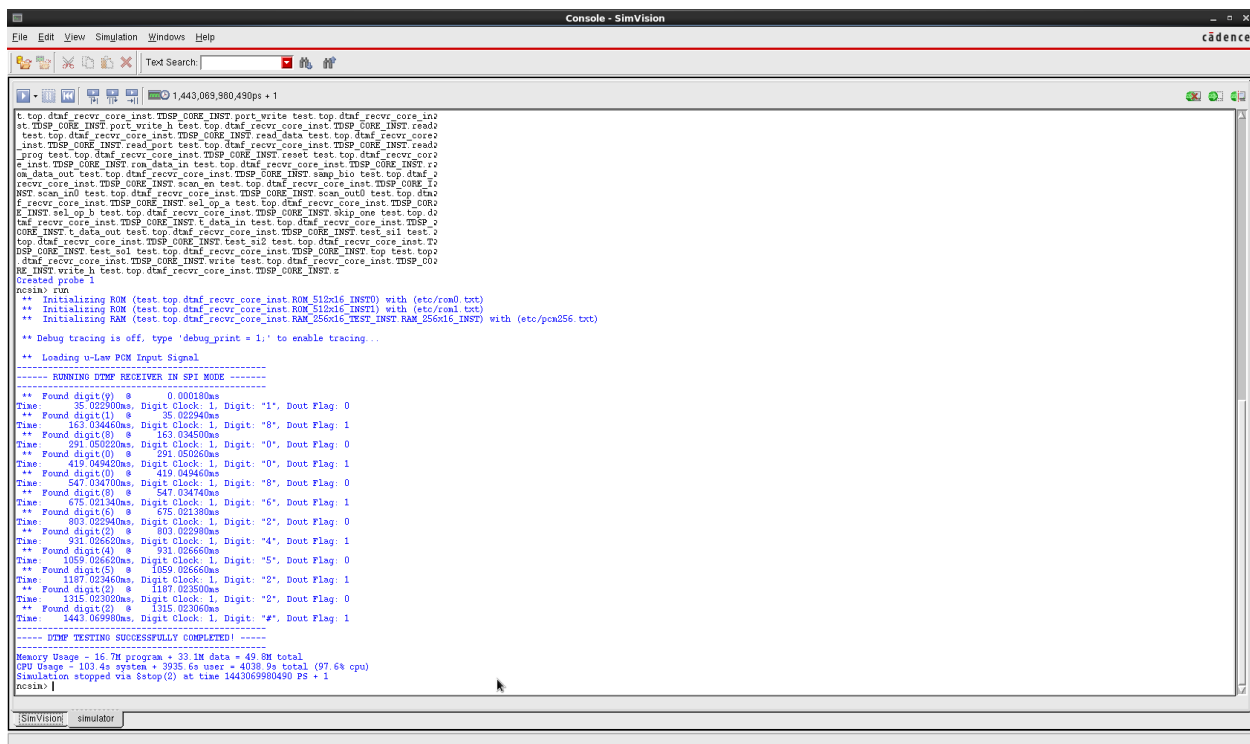 Console - SimVision
File Edit View Simulation Windows Help
cādence
Text Search:
1,443,069,980,490ps + 1
t.top.dtmf_recvr_core_inst.TDSP_CORE_INST.port_write test.top.dtmf_recvr_core_in
st.TDSP_CORE_INST.port_write_h test.top.dtmf_recvr_core_inst.TDSP_CORE_INST.read
test.top.dtmf_recvr_core_inst.TDSP_CORE_INST.read_data test.top.dtmf_recvr_core
_inst.TDSP_CORE_INST.read_port test.top.dtmf_recvr_core_inst.TDSP_CORE_INST.read
_prog test.top.dtmf_recvr_core_inst.TDSP_CORE_INST.reset test.top.dtmf_recvr_cor
e_inst.TDSP_CORE_INST.rom_data_in test.top.dtmf_recvr_core_inst.TDSP_CORE_INST.r
om_data_out test.top.dtmf_recvr_core_inst.TDSP_CORE_INST.samp_bio test.top.dtmf_
recvr_core_inst.TDSP_CORE_INST.scan_en test.top.dtmf_recvr_core_inst.TDSP_CORE_I
NST.scan_in0 test.top.dtmf_recvr_core_inst.TDSP_CORE_INST.scan_out0 test.top.dtm
f_recvr_core_inst.TDSP_CORE_INST.sel_op_a test.top.dtmf_recvr_core_inst.TDSP_COR
E_INST.sel_op_b test.top.dtmf_recvr_core_inst.TDSP_CORE_INST.skip_one test.top.d
tmf_recvr_core_inst.TDSP_CORE_INST.t_data_in test.top.dtmf_recvr_core_inst.TDSP_
CORE_INST.t_data_out test.top.dtmf_recvr_core_inst.TDSP_CORE_INST.test_si1 test.
top.dtmf_recvr_core_inst.TDSP_CORE_INST.test_si2 test.top.dtmf_recvr_core_inst.T
DSP_CORE_INST.test_so1 test.top.dtmf_recvr_core_inst.TDSP_CORE_INST.top test.top
.dtmf_recvr_core_inst.TDSP_CORE_INST.write test.top.dtmf_recvr_core_inst.TDSP_CO
RE_INST.write_h test.top.dtmf_recvr_core_inst.TDSP_CORE_INST.z
Created probe 1
ncsim> run
** Initializing ROM (test.top.dtmf_recvr_core_inst.ROM_512x16_INST0) with (etc/rom0.txt)
** Initializing ROM (test.top.dtmf_recvr_core_inst.ROM_512x16_INST1) with (etc/rom1.txt)
** Initializing RAM (test.top.dtmf_recvr_core_inst.RAM_256x16_TEST_INST.RAM_256x16_INST) with (etc/pcm256.txt)
** Debug tracing is off, type 'debug_print = 1;' to enable tracing...
** Loading u-Law PCM Input Signal
------------------------------------------------
------ RUNNING DTMF RECEIVER IN SPI MODE -------
------------------------------------------------
** Found digit(ÿ) @ 0.000180ms
Time: 35.022900ms, Digit Clock: 1, Digit: "1", Dout Flag: 0
** Found digit(1) @ 35.022940ms
Time: 163.034460ms, Digit Clock: 1, Digit: "8", Dout Flag: 1
** Found digit(8) @ 163.034500ms
Time: 291.050220ms, Digit Clock: 1, Digit: "0", Dout Flag: 0
** Found digit(0) @ 291.050260ms
Time: 419.049420ms, Digit Clock: 1, Digit: "0", Dout Flag: 1
** Found digit(0) @ 419.049460ms
Time: 547.034700ms, Digit Clock: 1, Digit: "8", Dout Flag: 0
** Found digit(8) @ 547.034740ms
Time: 675.021340ms, Digit Clock: 1, Digit: "6", Dout Flag: 1
** Found digit(6) @ 675.021380ms
Time: 803.022940ms, Digit Clock: 1, Digit: "2", Dout Flag: 0
** Found digit(2) @ 803.022980ms
Time: 931.026620ms, Digit Clock: 1, Digit: "4", Dout Flag: 1
** Found digit(4) @ 931.026660ms
Time: 1059.026620ms, Digit Clock: 1, Digit: "5", Dout Flag: 0
** Found digit(5) @ 1059.026660ms
Time: 1187.023460ms, Digit Clock: 1, Digit: "2", Dout Flag: 1
** Found digit(2) @ 1187.023500ms
Time: 1315.023020ms, Digit Clock: 1, Digit: "2", Dout Flag: 0
** Found digit(2) @ 1315.023060ms
Time: 1443.069980ms, Digit Clock: 1, Digit: "#", Dout Flag: 1
------------------------------------------------
----- DTMF TESTING SUCCESSFULLY COMPLETED! -----
------------------------------------------------
Memory Usage - 16.7M program + 33.1M data = 49.8M total
CPU Usage - 103.4s system + 3935.6s user = 4038.9s total (97.6% cpu)
Simulation stopped via $stop(2) at time 1443069980490 PS + 1
ncsim>
SimVision simulator